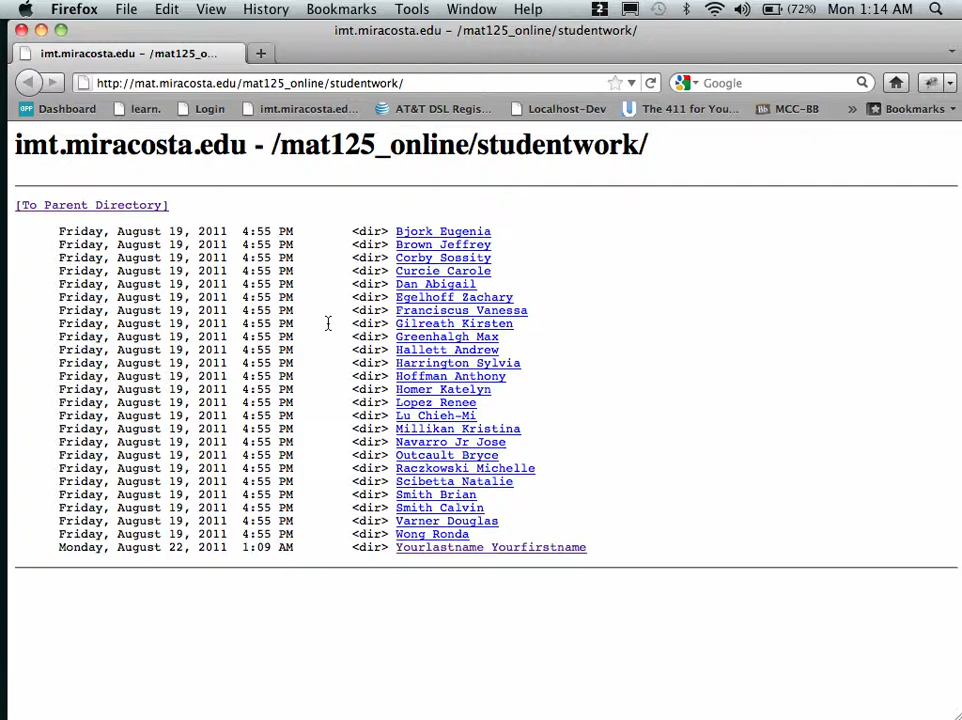 Firefox File Edit View History Bookmarks Tools Window Help 2 (72%) Mon 1:14 AM
imt.miracosta.edu - /mat125_online/studentwork/
imt.miracosta.edu - /mat125_o... +
http://mat.miracosta.edu/mat125_online/studentwork/ Google
Dashboard learn. Login imt.miracosta.ed... AT&T DSL Regis... Localhost-Dev The 411 for You... MCC-BB » Bookmarks
imt.miracosta.edu - /mat125_online/studentwork/
[To Parent Directory]
Friday, August 19, 2011 4:55 PM <dir> Bjork Eugenia
Friday, August 19, 2011 4:55 PM <dir> Brown Jeffrey
Friday, August 19, 2011 4:55 PM <dir> Corby Sossity
Friday, August 19, 2011 4:55 PM <dir> Curcie Carole
Friday, August 19, 2011 4:55 PM <dir> Dan Abigail
Friday, August 19, 2011 4:55 PM <dir> Egelhoff Zachary
Friday, August 19, 2011 4:55 PM <dir> Franciscus Vanessa
Friday, August 19, 2011 4:55 PM <dir> Gilreath Kirsten
Friday, August 19, 2011 4:55 PM <dir> Greenhalgh Max
Friday, August 19, 2011 4:55 PM <dir> Hallett Andrew
Friday, August 19, 2011 4:55 PM <dir> Harrington Sylvia
Friday, August 19, 2011 4:55 PM <dir> Hoffman Anthony
Friday, August 19, 2011 4:55 PM <dir> Homer Katelyn
Friday, August 19, 2011 4:55 PM <dir> Lopez Renee
Friday, August 19, 2011 4:55 PM <dir> Lu Chieh-Mi
Friday, August 19, 2011 4:55 PM <dir> Millikan Kristina
Friday, August 19, 2011 4:55 PM <dir> Navarro Jr Jose
Friday, August 19, 2011 4:55 PM <dir> Outcault Bryce
Friday, August 19, 2011 4:55 PM <dir> Raczkowski Michelle
Friday, August 19, 2011 4:55 PM <dir> Scibetta Natalie
Friday, August 19, 2011 4:55 PM <dir> Smith Brian
Friday, August 19, 2011 4:55 PM <dir> Smith Calvin
Friday, August 19, 2011 4:55 PM <dir> Varner Douglas
Friday, August 19, 2011 4:55 PM <dir> Wong Ronda
Monday, August 22, 2011 1:09 AM <dir> Yourlastname Yourfirstname